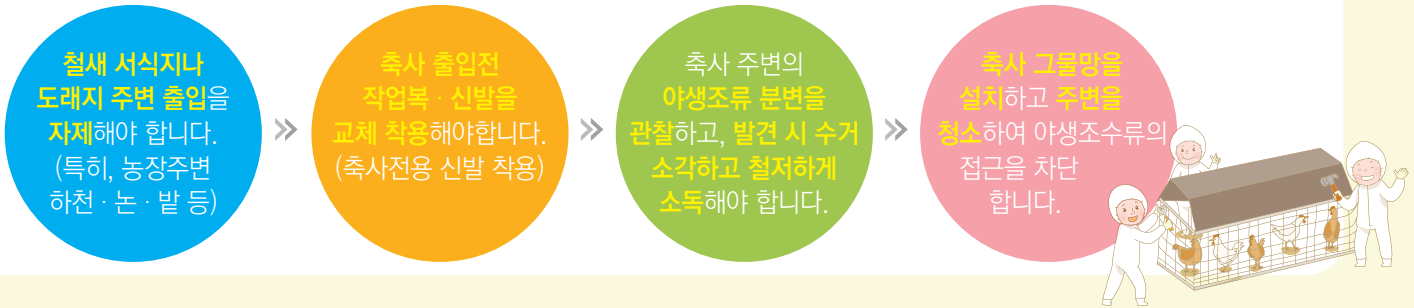 철새 서식지나
도래지 주변 출입을
자제해야 합니다.
(특히, 농장주변
하천 · 논 · 밭 등)
»
축사 출입전
작업복 · 신발을
교체 착용해야합니다.
(축사전용 신발 착용)
»
축사 주변의
야생조류 분변을
관찰하고, 발견 시 수거
소각하고 철저하게
소독해야 합니다.
»
축사 그물망을
설치하고 주변을
청소하여 야생조수류의
접근을 차단
합니다.